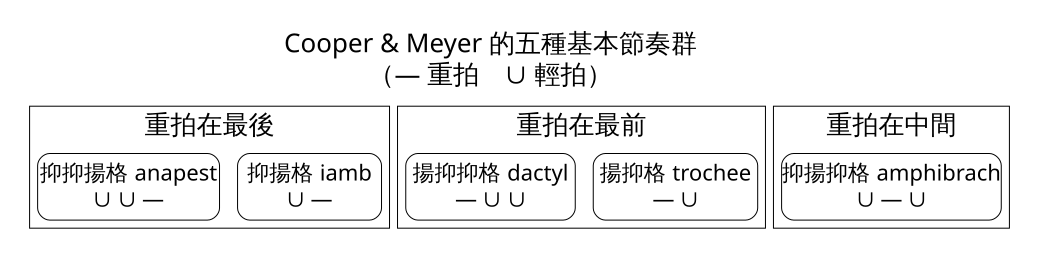 Cooper & Meyer 的五種基本節奏群
（— 重拍　∪ 輕拍）
重拍在最後
抑抑揚格 anapest
∪ ∪ —
抑揚格 iamb
∪ —
重拍在最前
揚抑抑格 dactyl
— ∪ ∪
揚抑格 trochee
— ∪
重拍在中間
抑揚抑格 amphibrach
∪ — ∪